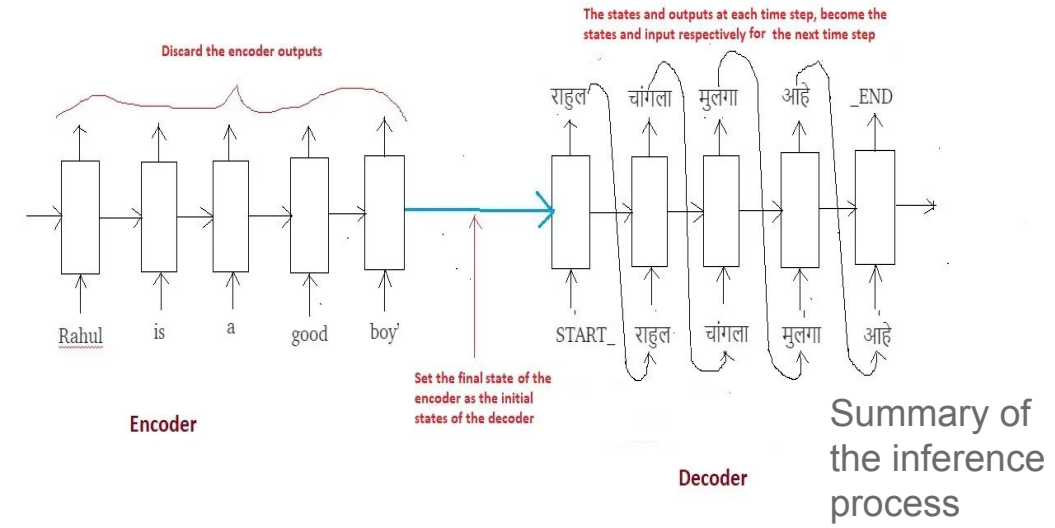 The states and outputs at each time step, become the
states and input respectively for the next time step
Discard the encoder outputs
राहुल चांगला मुलगा आहे _END
Rahul is a good boy'
START_ राहुल चांगला मुलगा आहे
Set the final state of the
encoder as the initial
states of the decoder
Encoder
Decoder
Summary of
the inference
process